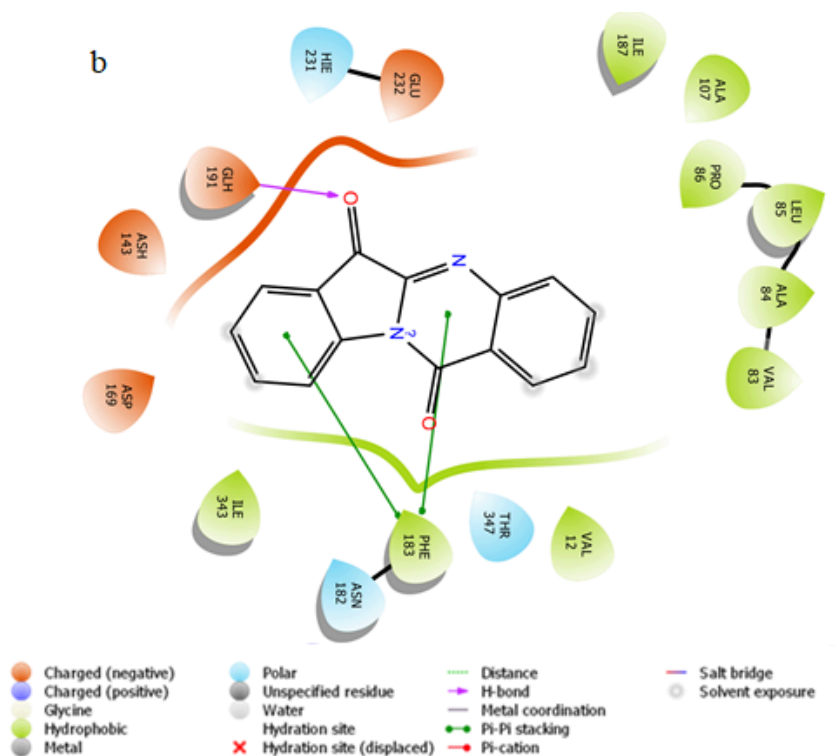 b
HIE
231
GLU
232
ILE
187
ALA
107
GLH
191
PRO
86
LEU
85
ASH
143
O
N
ALA
84
N?
VAL
83
ASP
169
O
ILE
343
PHE
183
THR
347
VAL
12
ASN
182
Charged (negative)
Charged (positive)
Glycine
Hydrophobic
Metal
Polar
Unspecified residue
Water
Hydration site
Hydration site (displaced)
Distance
H-bond
Metal coordination
Pi-Pi stacking
Pi-cation
Salt bridge
Solvent exposure